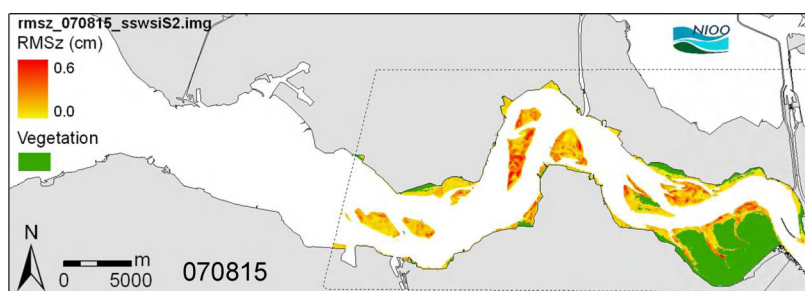 rmsz_070815_sswsiS2.img
RMSz (cm)
0.6
0.0
Vegetation
NIOO
N
m
0 5000
070815